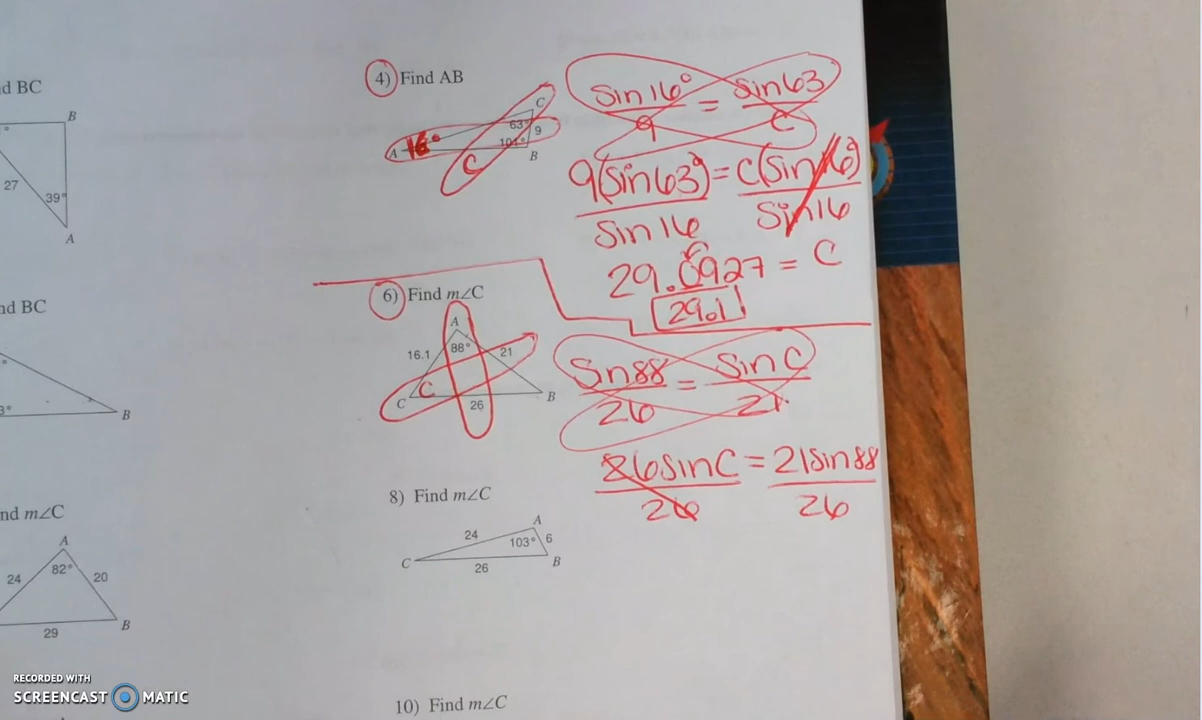 d BC
B
27
39°
A
nd BC
3°
B
nd m∠C
A
24
82°
20
B
29
4) Find AB
C
63°
9
A
16°
101°
C
B
sin 16° = sin 63
9 C
9(sin 63°) = C(sin 16°)
sin 16 sin 16
29.0927 = C
29.1
6) Find m∠C
A
16.1
88°
21
C
C
26
B
sin 88 = sin C
26 21
26 sin C = 21 sin 88
26 26
8) Find m∠C
A
24
103°
6
C
26
B
10) Find m∠C
RECORDED WITH
SCREENCAST MATIC